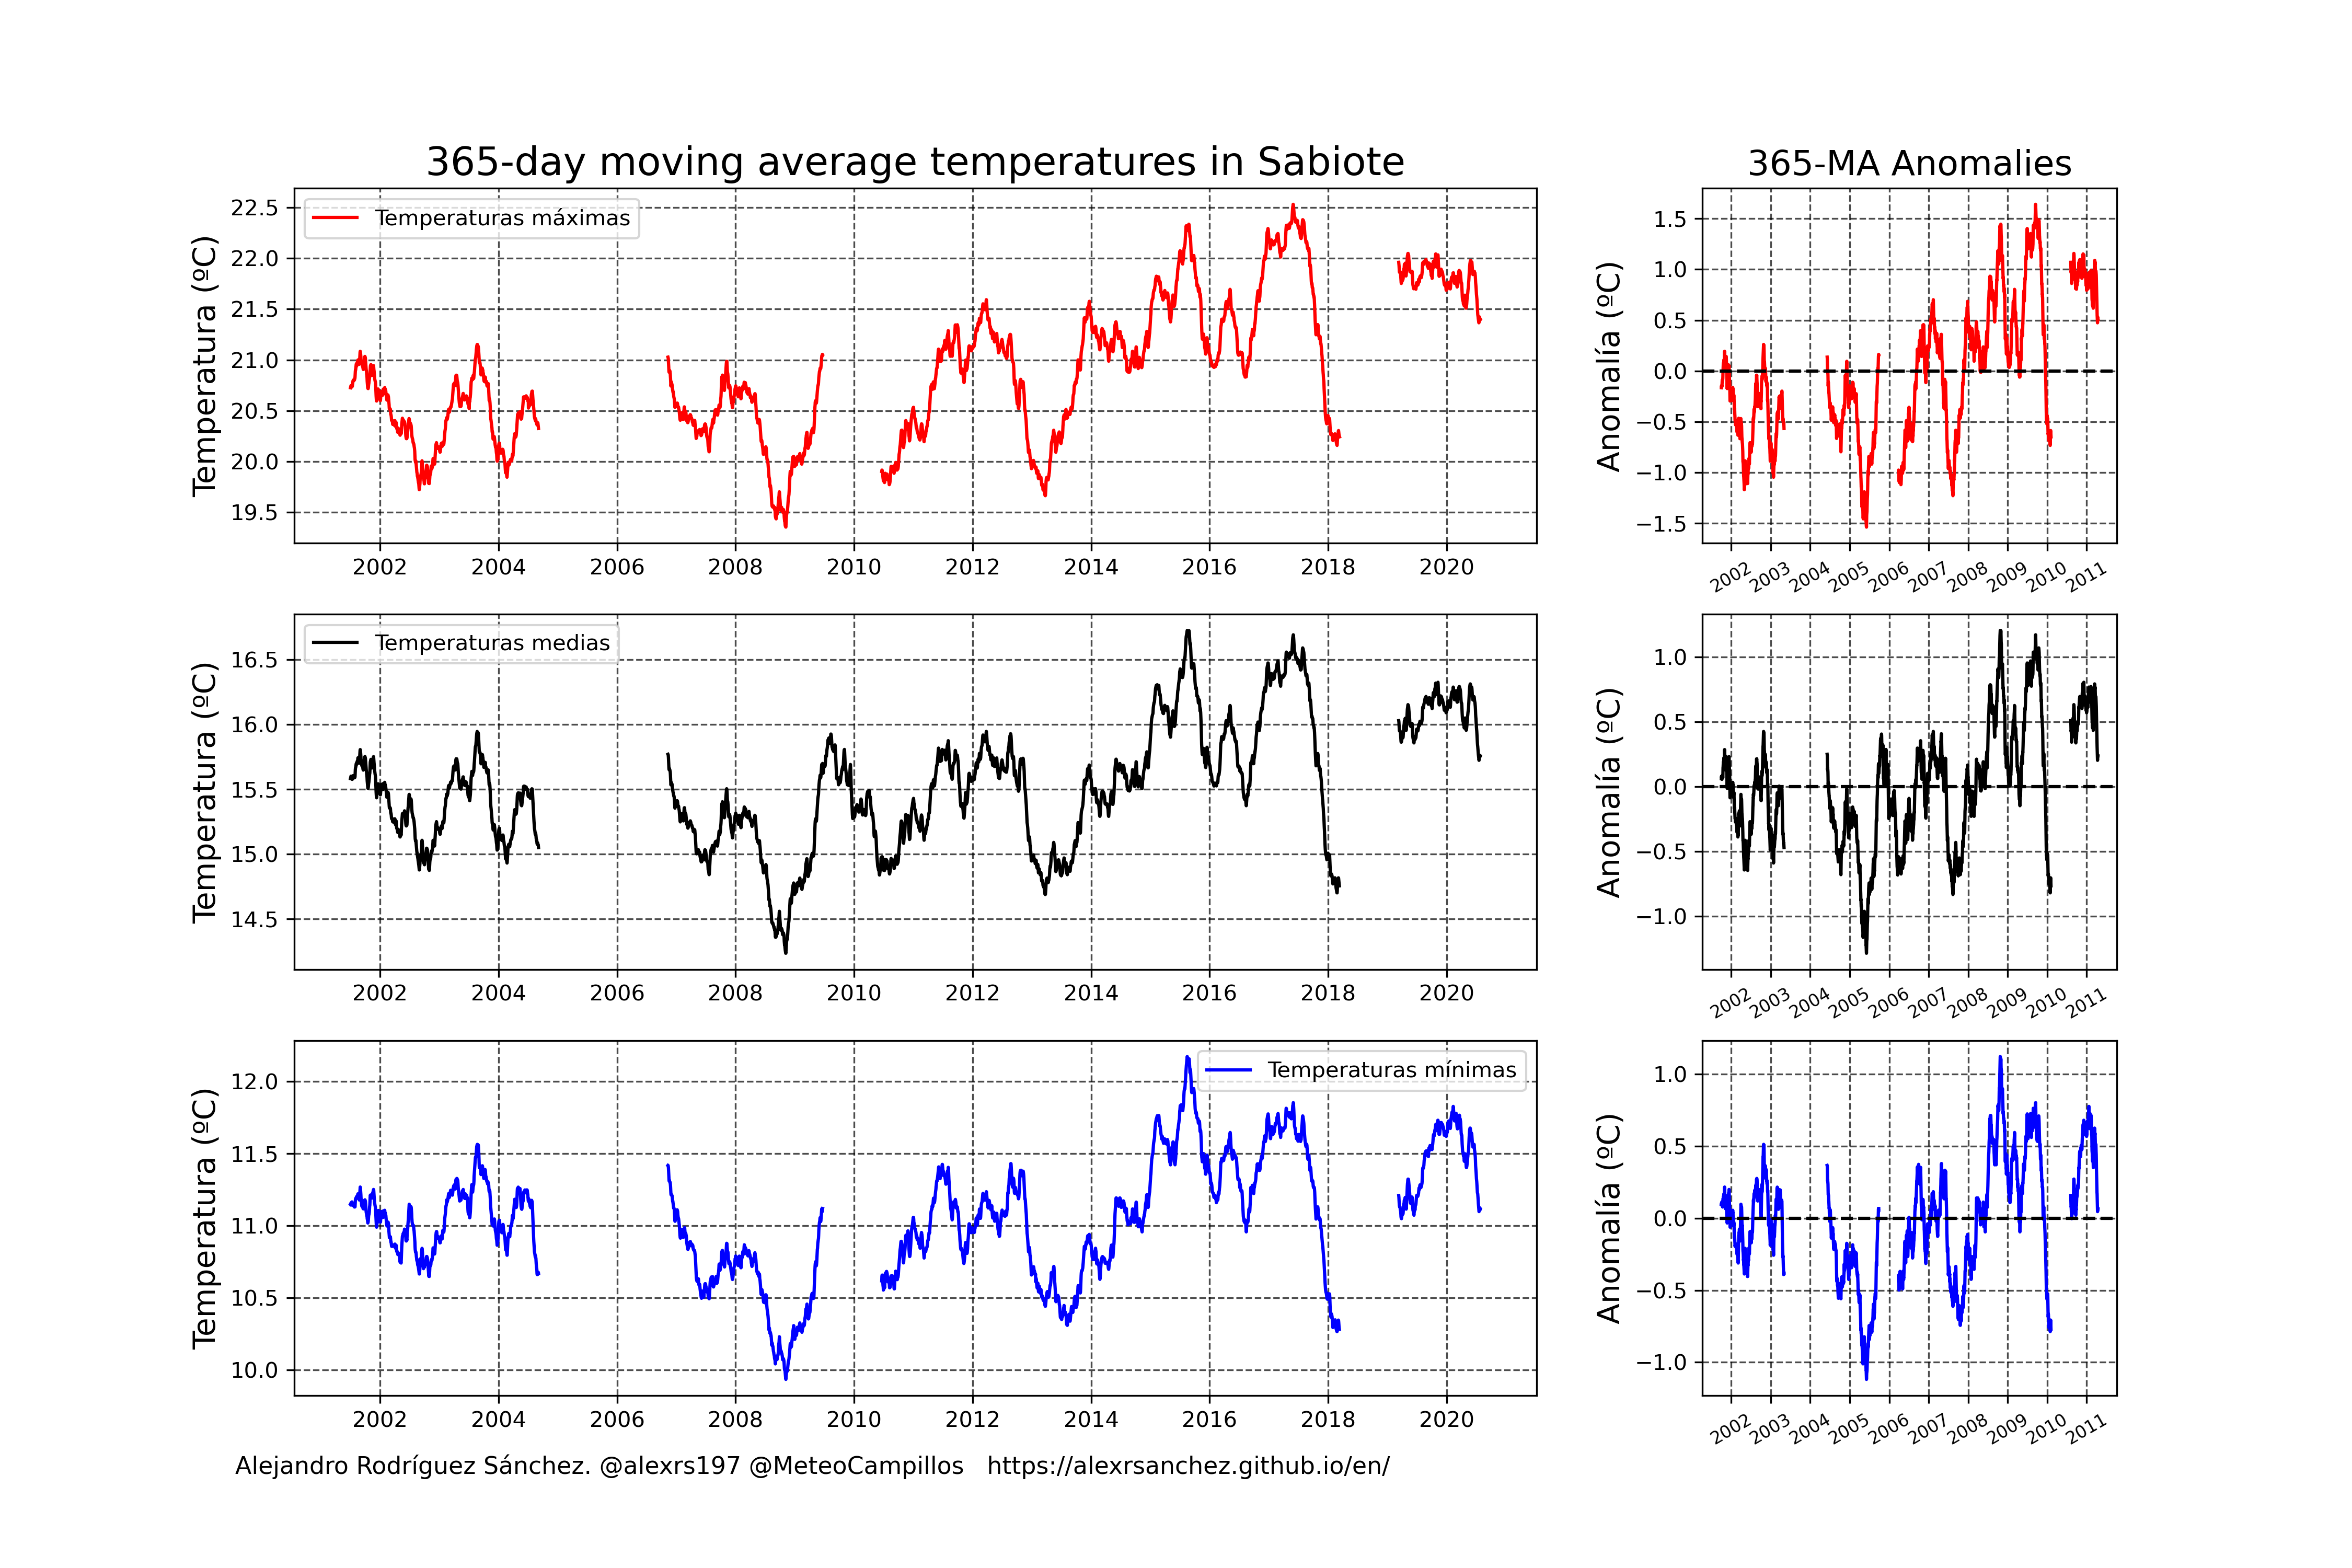 365-day moving average temperatures in Sabiote
365-MA Anomalies
Temperatura (ºC)
22.5
22.0
21.5
21.0
20.5
20.0
19.5
Temperaturas máximas
2002 2004 2006 2008 2010 2012 2014 2016 2018 2020
Anomalía (ºC)
1.5
1.0
0.5
0.0
−0.5
−1.0
−1.5
2002 2003 2004 2005 2006 2007 2008 2009 2010 2011
Temperatura (ºC)
16.5
16.0
15.5
15.0
14.5
Temperaturas medias
2002 2004 2006 2008 2010 2012 2014 2016 2018 2020
Anomalía (ºC)
1.0
0.5
0.0
−0.5
−1.0
2002 2003 2004 2005 2006 2007 2008 2009 2010 2011
Temperatura (ºC)
12.0
11.5
11.0
10.5
10.0
Temperaturas mínimas
2002 2004 2006 2008 2010 2012 2014 2016 2018 2020
Anomalía (ºC)
1.0
0.5
0.0
−0.5
−1.0
2002 2003 2004 2005 2006 2007 2008 2009 2010 2011
Alejandro Rodríguez Sánchez. @alexrs197 @MeteoCampillos https://alexrsanchez.github.io/en/